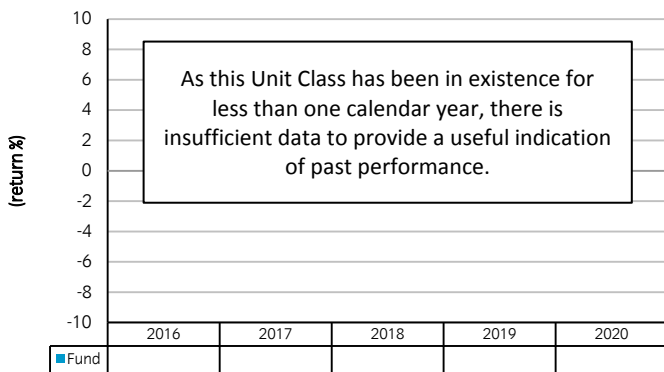 10
8
6
4
2
0
-2
-4
-6
-8
-10
(return %)
As this Unit Class has been in existence for
less than one calendar year, there is
insufficient data to provide a useful indication
of past performance.
2016 2017 2018 2019 2020
Fund